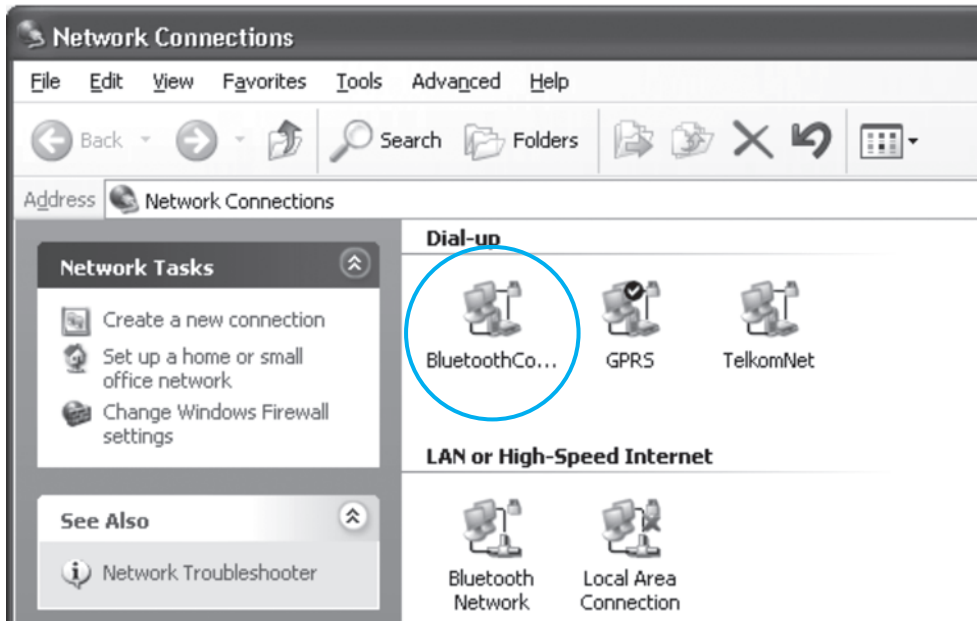 Network Connections
File Edit View Favorites Tools Advanced Help
Back Search Folders
Address Network Connections
Network Tasks
Create a new connection
Set up a home or small
office network
Change Windows Firewall
settings
See Also
Network Troubleshooter
Dial-up
BluetoothCo... GPRS TelkomNet
LAN or High-Speed Internet
Bluetooth
Network
Local Area
Connection